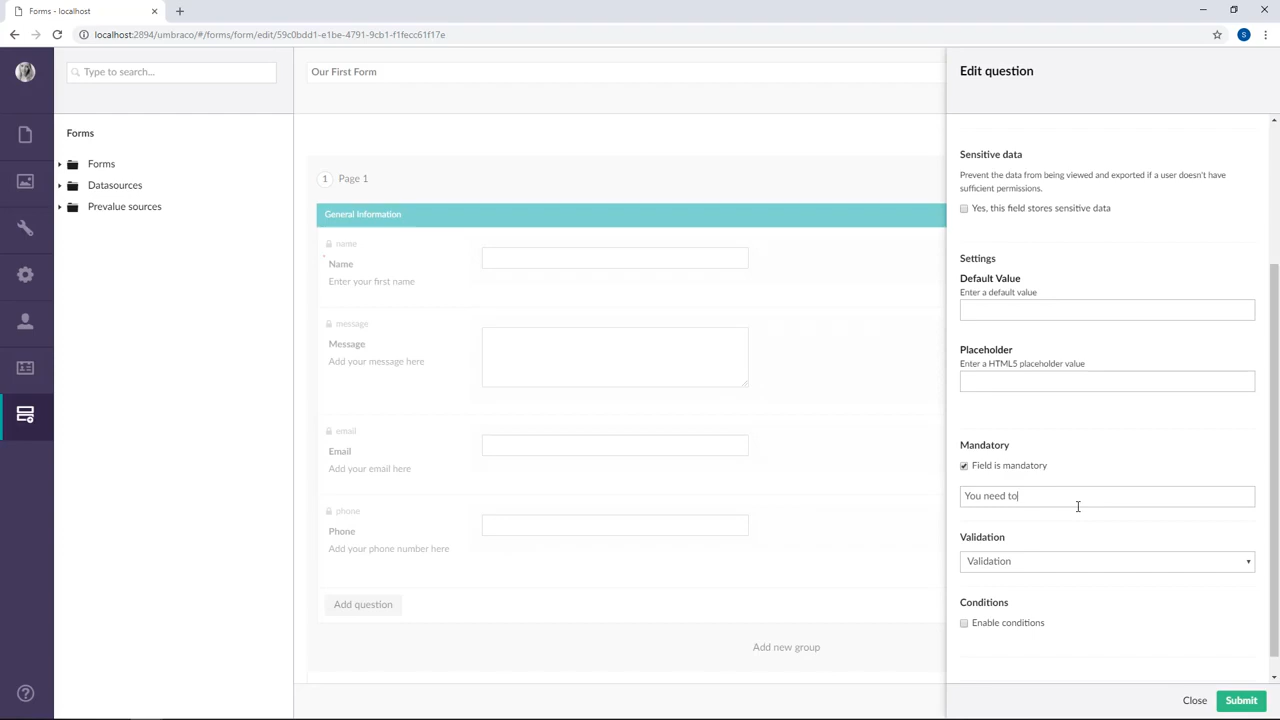 Forms - localhost
localhost:2894/umbraco/#/forms/form/edit/59c0bdd1-e1be-4791-9cb1-f1fecc61f17e
S
Type to search...
Forms
Forms
Datasources
Prevalue sources
Our First Form
1 Page 1
General Information
name
* Name
Enter your first name
message
Message
Add your message here
email
Email
Add your email here
phone
Phone
Add your phone number here
Add question
Add new group
Edit question
Sensitive data
Prevent the data from being viewed and exported if a user doesn't have
sufficient permissions.
Yes, this field stores sensitive data
Settings
Default Value
Enter a default value
Placeholder
Enter a HTML5 placeholder value
Mandatory
Field is mandatory
You need to
Validation
Validation
Conditions
Enable conditions
Close Submit